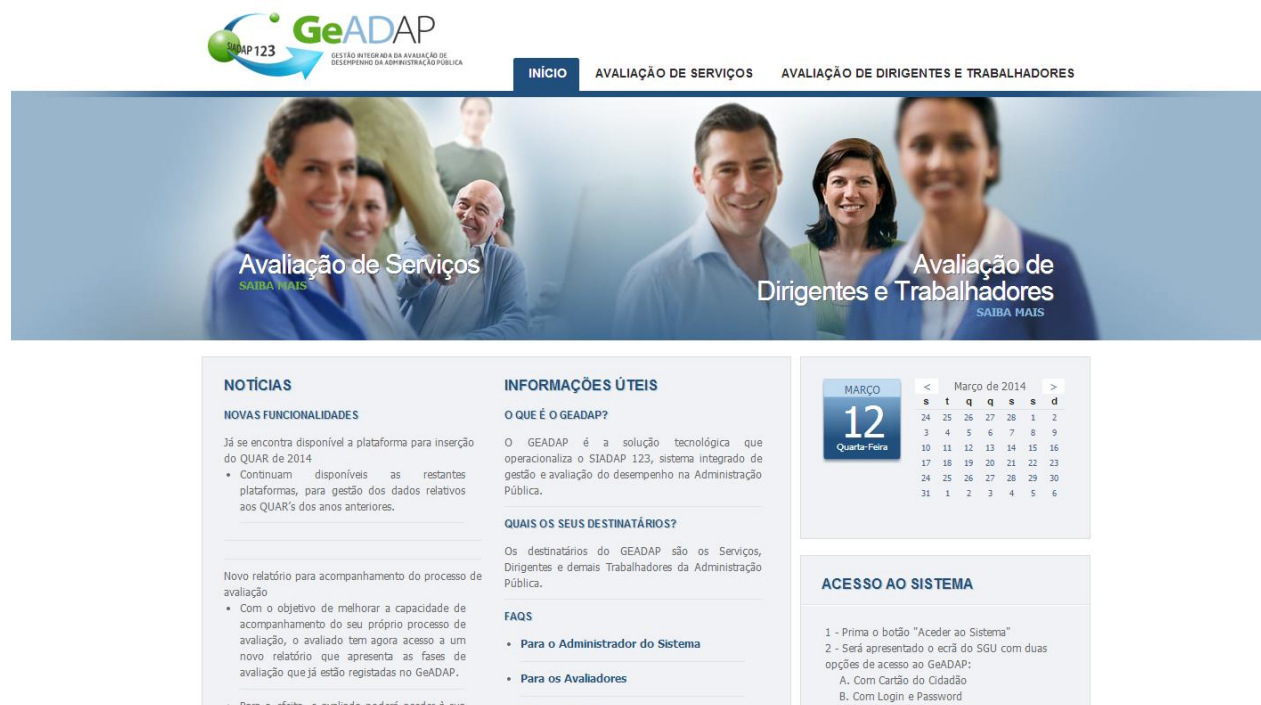 SIADAP 123
GeADAP
GESTÃO INTEGRADA DA AVALIAÇÃO DE
DESEMPENHO DA ADMINISTRAÇÃO PÚBLICA
INÍCIO
AVALIAÇÃO DE SERVIÇOS
AVALIAÇÃO DE DIRIGENTES E TRABALHADORES
Avaliação de Serviços
SAIBA MAIS
Avaliação de
Dirigentes e Trabalhadores
SAIBA MAIS
NOTÍCIAS
NOVAS FUNCIONALIDADES
Já se encontra disponível a plataforma para inserção
do QUAR de 2014
• Continuam disponíveis as restantes
plataformas, para gestão dos dados relativos
aos QUAR's dos anos anteriores.
Novo relatório para acompanhamento do processo de
avaliação
• Com o objetivo de melhorar a capacidade de
acompanhamento do seu próprio processo de
avaliação, o avaliado tem agora acesso a um
novo relatório que apresenta as fases de
avaliação que já estão registadas no GeADAP.
INFORMAÇÕES ÚTEIS
O QUE É O GEADAP?
O GEADAP é a solução tecnológica que
operacionaliza o SIADAP 123, sistema integrado de
gestão e avaliação do desempenho na Administração
Pública.
QUAIS OS SEUS DESTINATÁRIOS?
Os destinatários do GEADAP são os Serviços,
Dirigentes e demais Trabalhadores da Administração
Pública.
FAQS
• Para o Administrador do Sistema
• Para os Avaliadores
MARÇO
12
Quarta-Feira
< Março de 2014 >
s t q q s s d
24 25 26 27 28 1 2
3 4 5 6 7 8 9
10 11 12 13 14 15 16
17 18 19 20 21 22 23
24 25 26 27 28 29 30
31 1 2 3 4 5 6
ACESSO AO SISTEMA
1 - Prima o botão "Aceder ao Sistema"
2 - Será apresentado o ecrã do SGU com duas
opções de acesso ao GeADAP:
A. Com Cartão do Cidadão
B. Com Login e Password